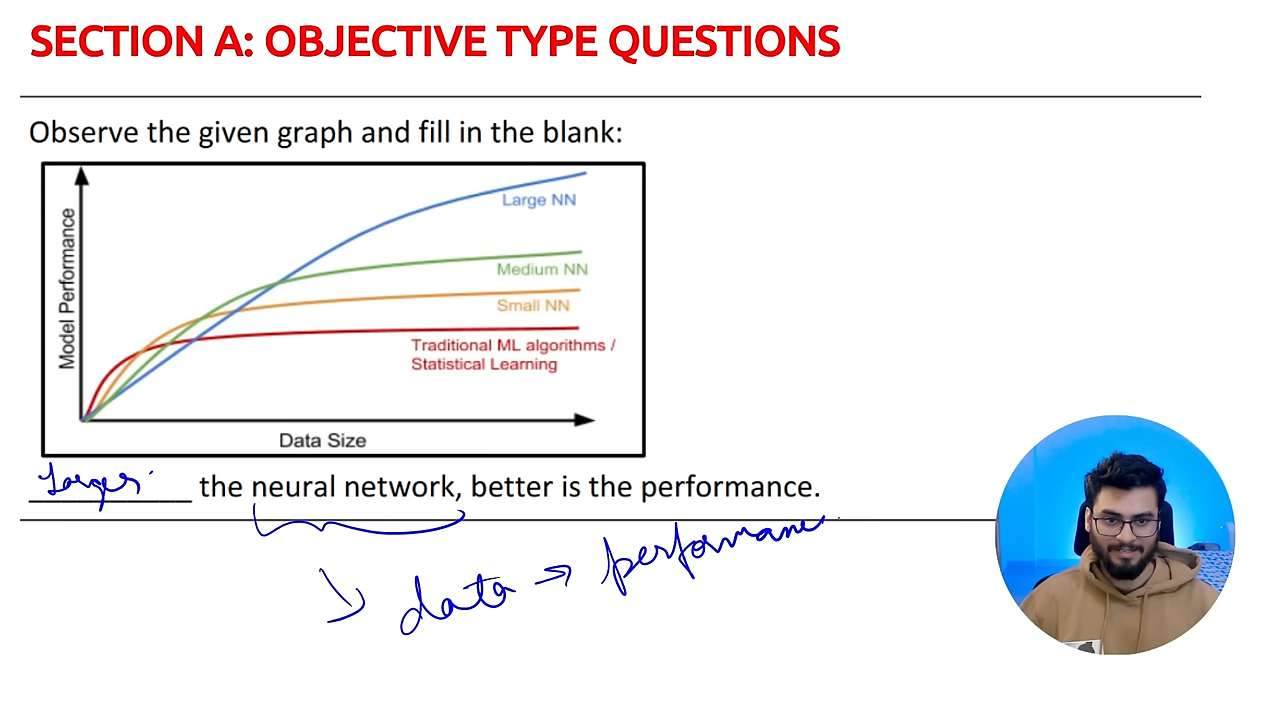 SECTION A: OBJECTIVE TYPE QUESTIONS
Observe the given graph and fill in the blank:
Model Performance
Large NN
Medium NN
Small NN
Traditional ML algorithms /
Statistical Learning
Data Size
Larger the neural network, better is the performance.
data → performance